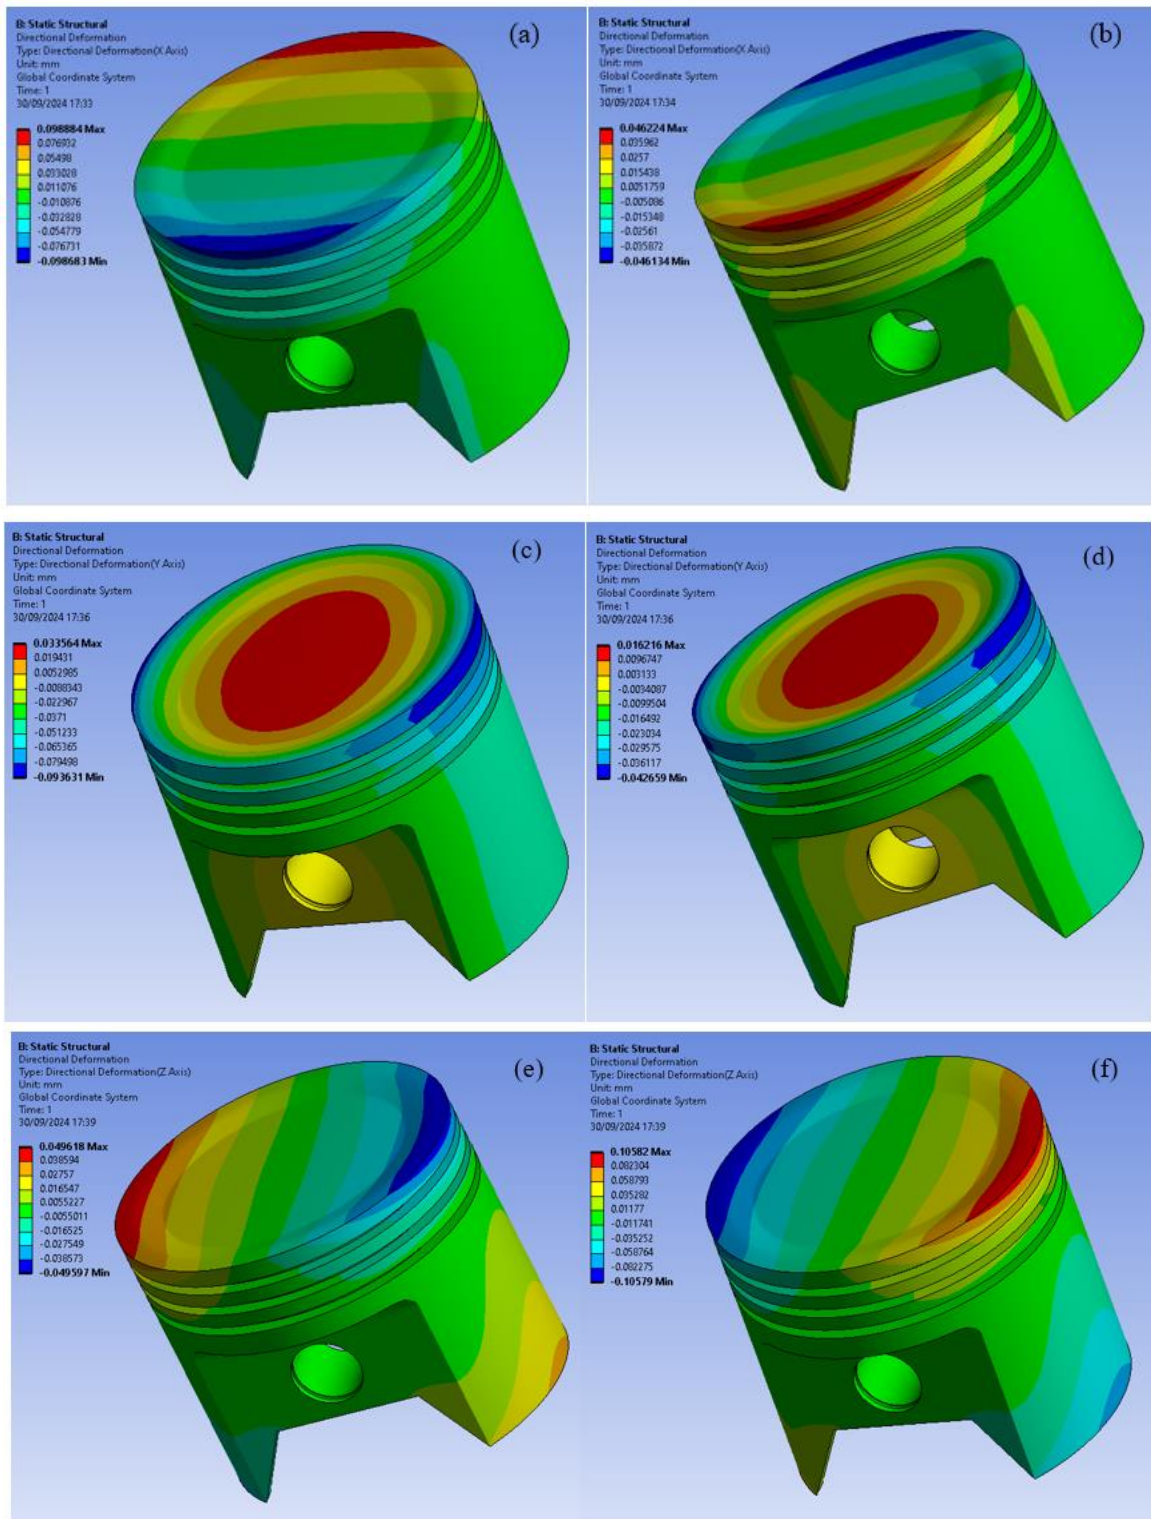 B: Static Structural
Directional Deformation
Type: Directional Deformation(X Axis)
Unit: mm
Global Coordinate System
Time: 1
30/09/2024 17:33
(a)
0.098884 Max
0.076932
0.05498
0.033028
0.011076
-0.010876
-0.032828
-0.054779
-0.076731
-0.098683 Min
B: Static Structural
Directional Deformation
Type: Directional Deformation(X Axis)
Unit: mm
Global Coordinate System
Time: 1
30/09/2024 17:34
(b)
0.046224 Max
0.035962
0.0257
0.015438
0.0051759
-0.005086
-0.015348
-0.02561
-0.035872
-0.046134 Min
B: Static Structural
Directional Deformation
Type: Directional Deformation(Y Axis)
Unit: mm
Global Coordinate System
Time: 1
30/09/2024 17:36
(c)
0.033564 Max
0.019431
0.0052985
-0.0088343
-0.022967
-0.0371
-0.051233
-0.065365
-0.079498
-0.093631 Min
B: Static Structural
Directional Deformation
Type: Directional Deformation(Y Axis)
Unit: mm
Global Coordinate System
Time: 1
30/09/2024 17:36
(d)
0.016216 Max
0.0096747
0.003133
-0.0034087
-0.0099504
-0.016492
-0.023034
-0.029575
-0.036117
-0.042659 Min
B: Static Structural
Directional Deformation
Type: Directional Deformation(Z Axis)
Unit: mm
Global Coordinate System
Time: 1
30/09/2024 17:39
(e)
0.049618 Max
0.038594
0.02757
0.016547
0.0055227
-0.0055011
-0.016525
-0.027549
-0.038573
-0.049597 Min
B: Static Structural
Directional Deformation
Type: Directional Deformation(Z Axis)
Unit: mm
Global Coordinate System
Time: 1
30/09/2024 17:39
(f)
0.10582 Max
0.082304
0.058793
0.035282
0.01177
-0.011741
-0.035252
-0.058764
-0.082275
-0.10579 Min